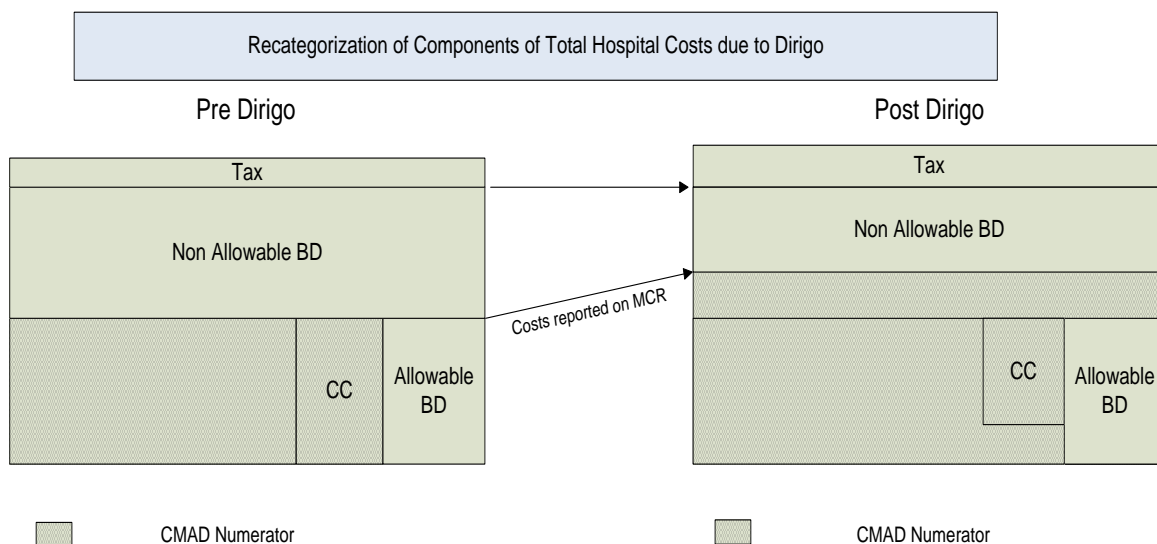 Recategorization of Components of Total Hospital Costs due to Dirigo
Pre Dirigo
Post Dirigo
Tax
Non Allowable BD
CC
Allowable
BD
Costs reported on MCR
Tax
Non Allowable BD
CC
Allowable
BD
CMAD Numerator
CMAD Numerator